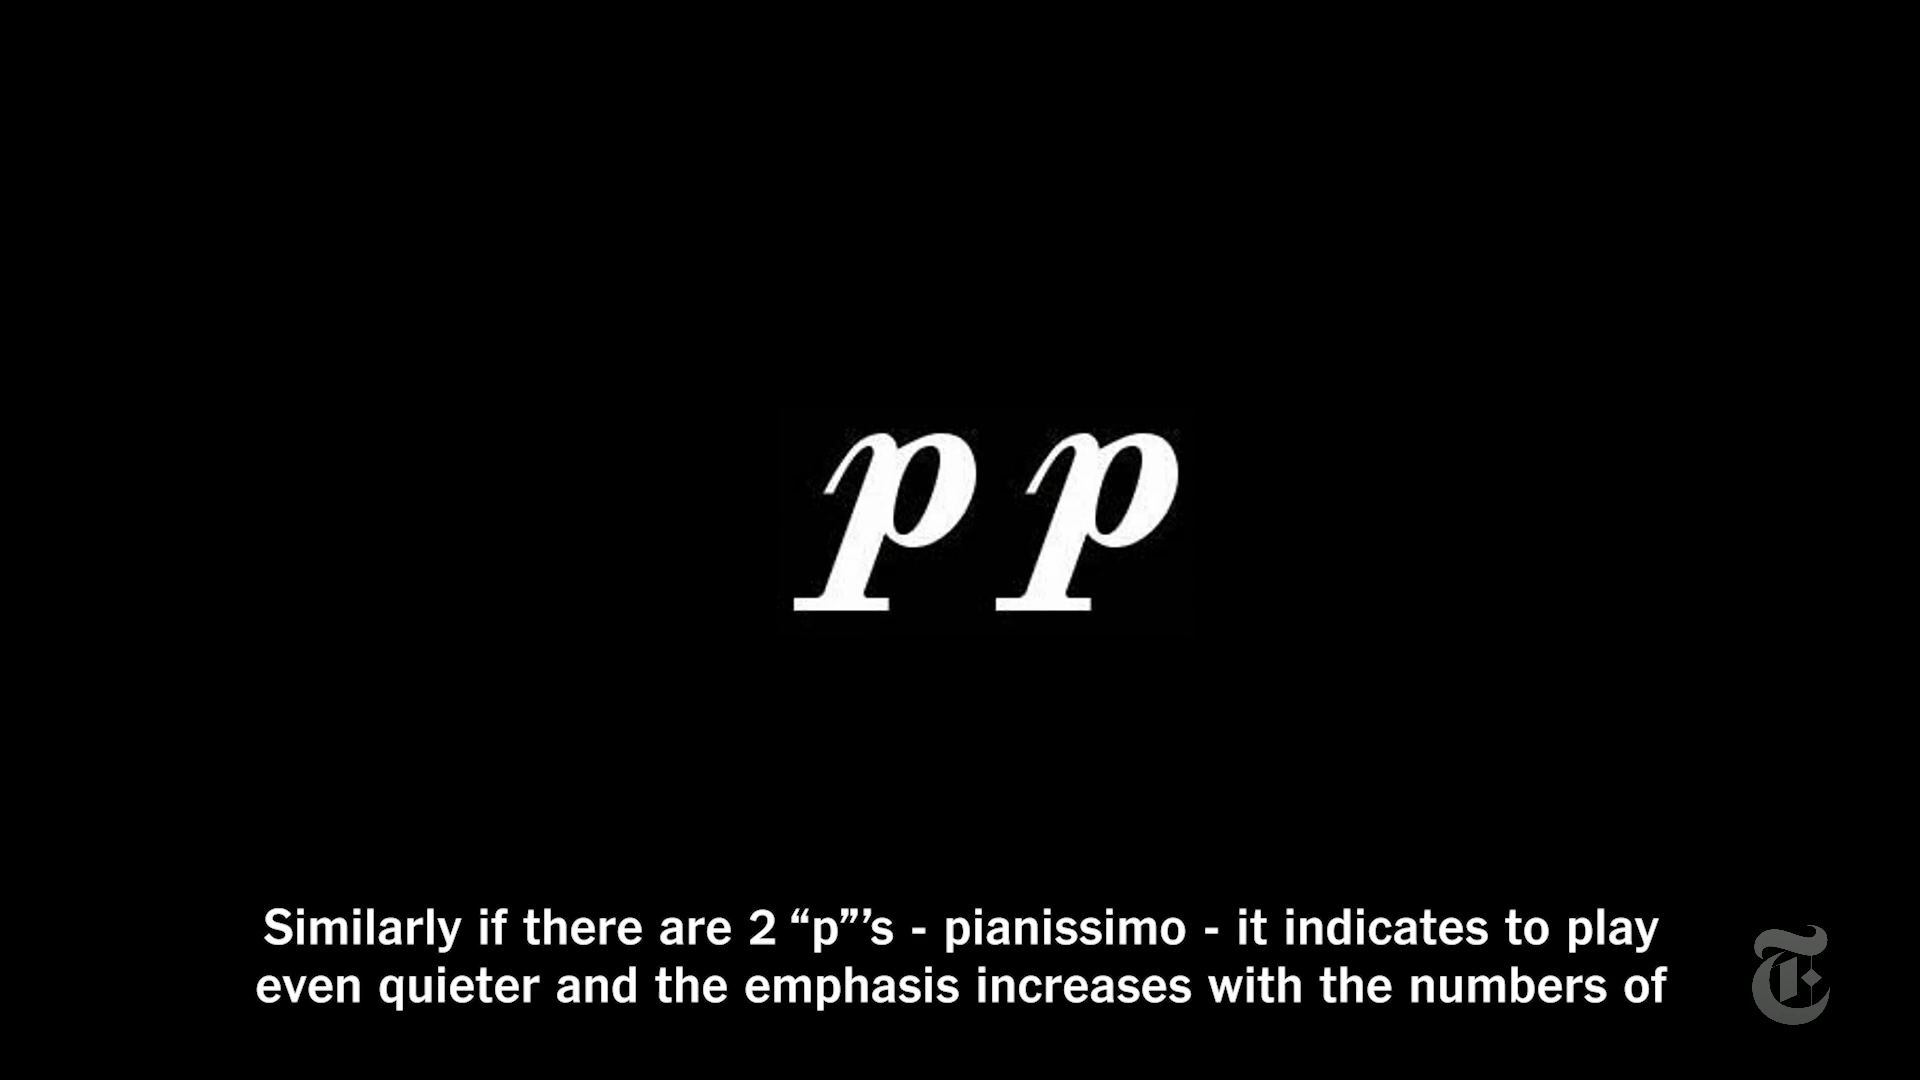 pp
Similarly if there are 2 “p”’s - pianissimo - it indicates to play
even quieter and the emphasis increases with the numbers of
T